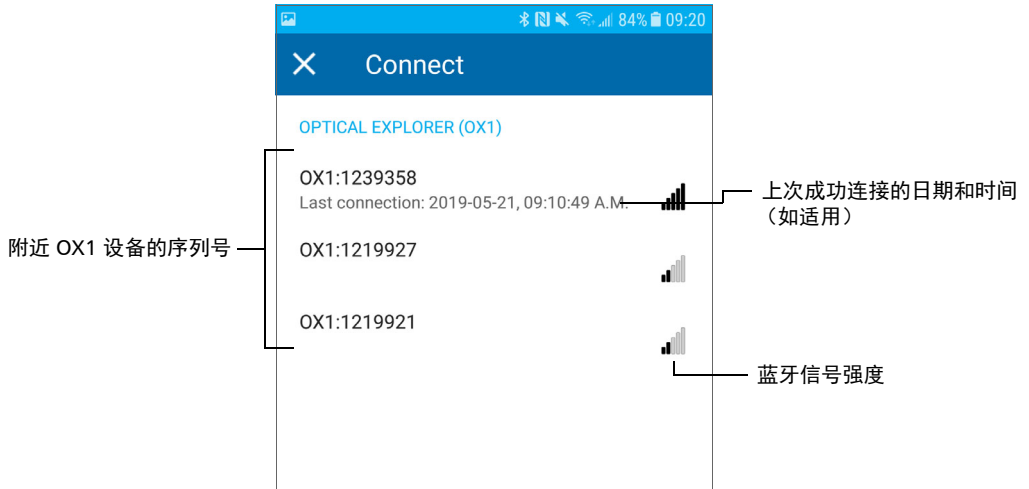 84% 09:20
Connect
OPTICAL EXPLORER (OX1)
OX1:1239358
Last connection: 2019-05-21, 09:10:49 A.M.
上次成功连接的日期和时间
（如适用）
附近 OX1 设备的序列号
OX1:1219927
OX1:1219921
蓝牙信号强度